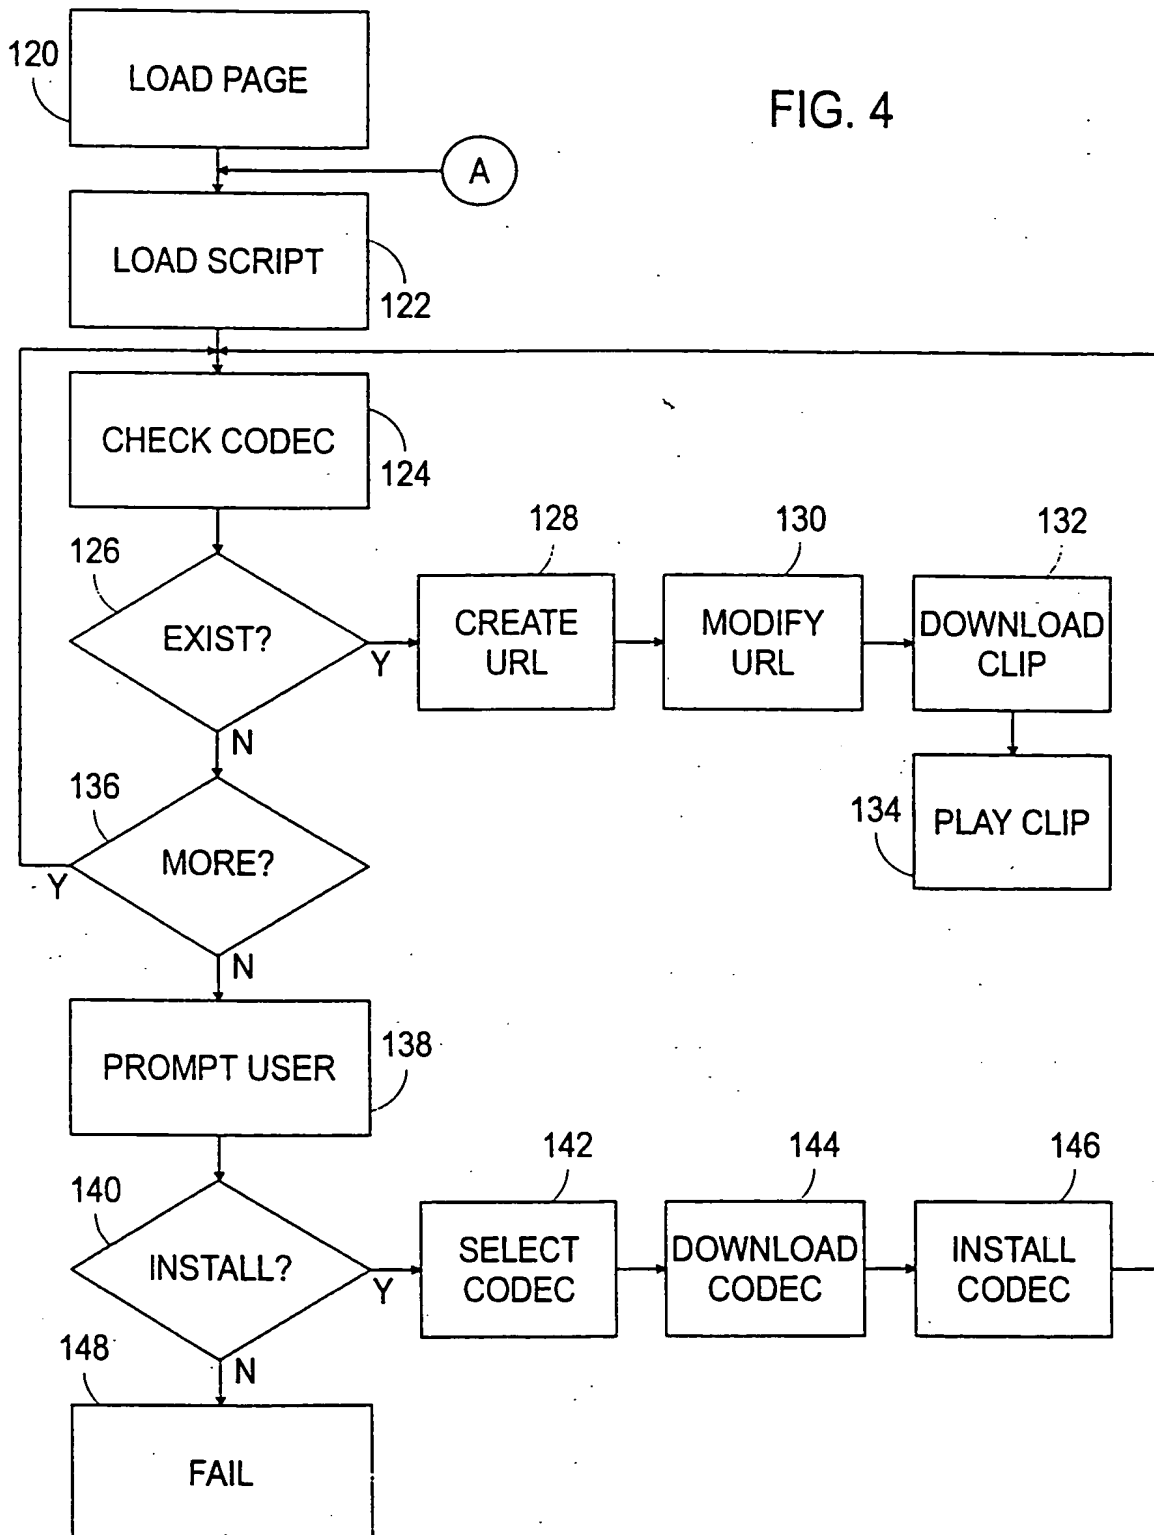 120
LOAD PAGE
FIG. 4
A
LOAD SCRIPT
122
CHECK CODEC
124
126
EXIST?
Y
N
128
CREATE
URL
130
MODIFY
URL
132
DOWNLOAD
CLIP
134
PLAY CLIP
136
MORE?
Y
N
PROMPT USER
138
140
INSTALL?
Y
N
142
SELECT
CODEC
144
DOWNLOAD
CODEC
146
INSTALL
CODEC
148
FAIL